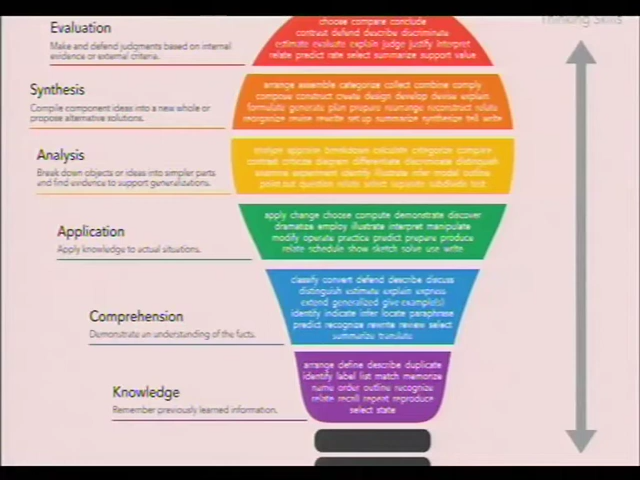 Thinking Skills
Evaluation
Make and defend judgments based on internal
evidence or external criteria.
choose compare conclude
contrast defend describe discriminate
estimate evaluate explain judge justify interpret
relate predict rate select summarize support value
Synthesis
Compile component ideas into a new whole or
propose alternative solutions.
arrange assemble categorize collect combine comply
compose construct create design develop devise explain
formulate generate plan prepare rearrange reconstruct relate
reorganize revise rewrite set up summarize synthesize tell write
Analysis
Break down objects or ideas into simpler parts
and find evidence to support generalizations.
analyze appraise breakdown calculate categorize compare
contrast criticize diagram differentiate discriminate distinguish
examine experiment identify illustrate infer model outline
point out question relate select separate subdivide test
Application
Apply knowledge to actual situations.
apply change choose compute demonstrate discover
dramatize employ illustrate interpret manipulate
modify operate practice predict prepare produce
relate schedule show sketch solve use write
Comprehension
Demonstrate an understanding of the facts.
classify convert defend describe discuss
distinguish estimate explain express
extend generalized give example(s)
identify indicate infer locate paraphrase
predict recognize rewrite review select
summarize translate
Knowledge
Remember previously learned information.
arrange define describe duplicate
identify label list match memorize
name order outline recognize
relate recall repeat reproduce
select state